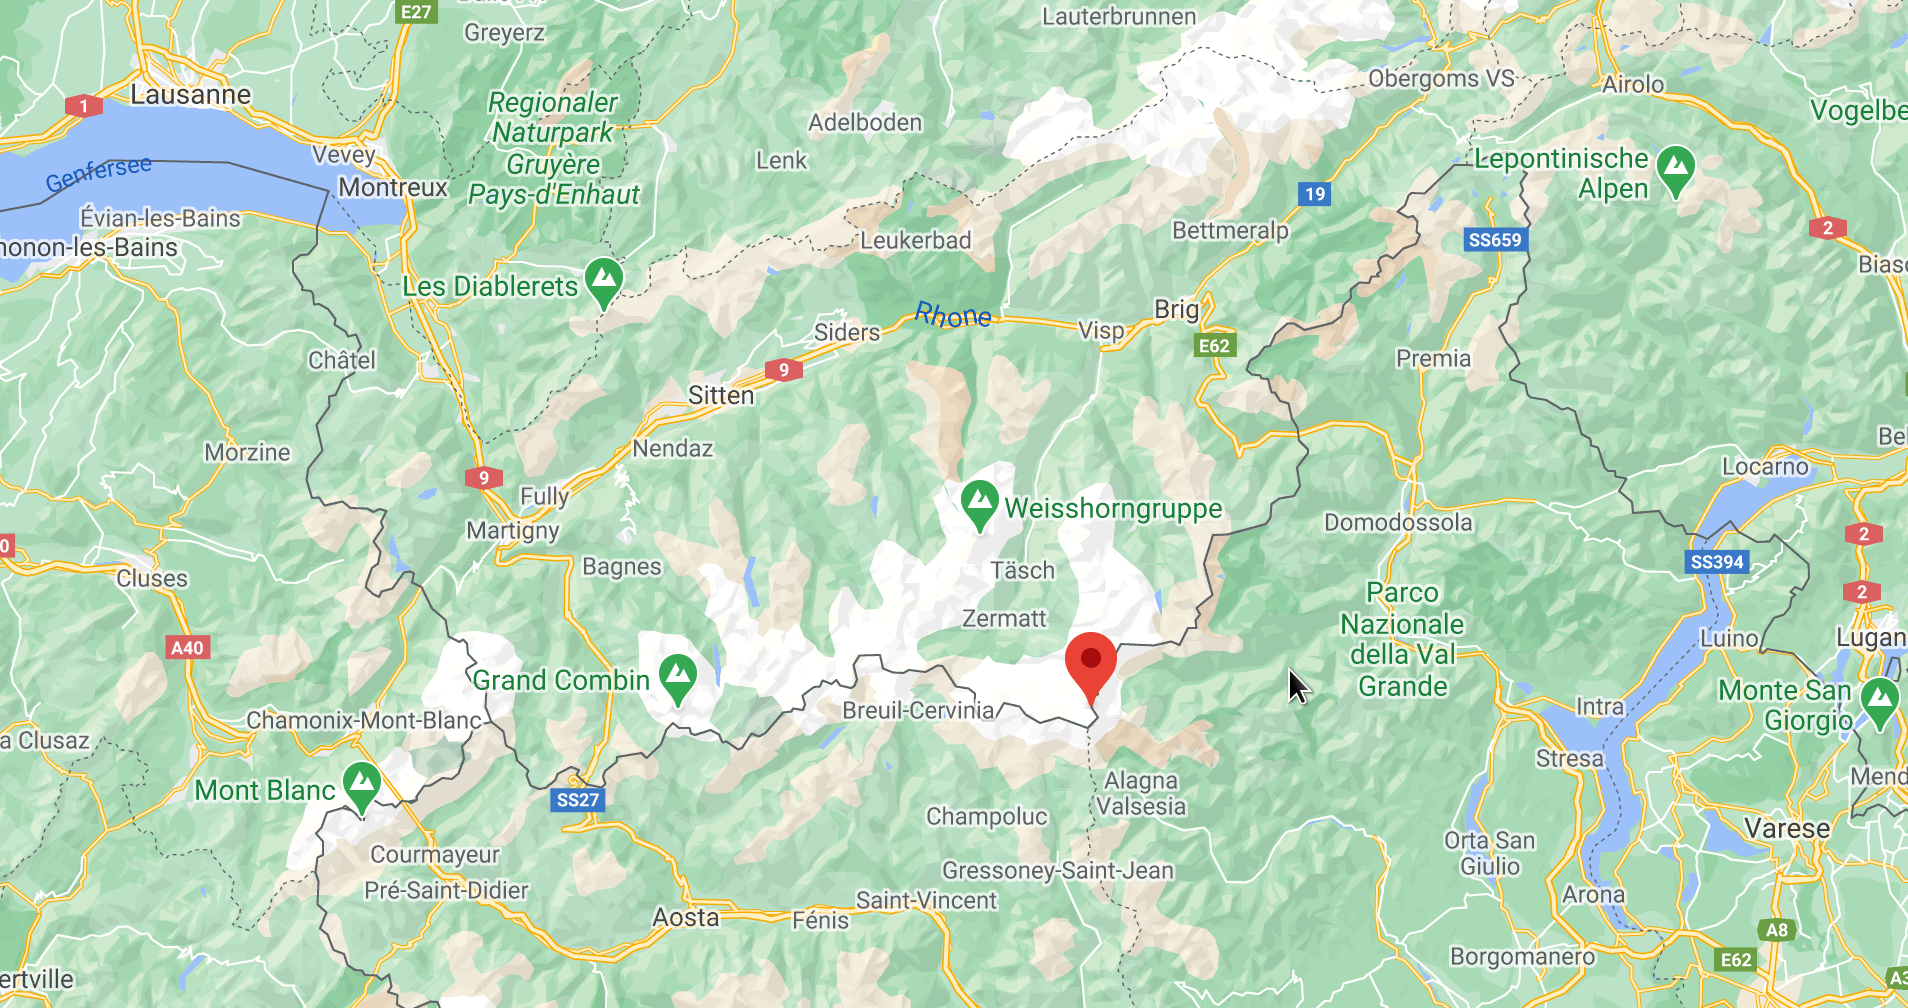 E27
Greyerz
Lauterbrunnen
Obergoms VS
Airolo
Lausanne
1
Regionaler
Naturpark
Gruyère
Pays-d'Enhaut
Adelboden
Vogelbe
Vevey
Lenk
Lepontinische
Alpen
Genfersee
Montreux
19
Évian-les-Bains
Bettmeralp
2
honon-les-Bains
Leukerbad
SS659
Biasc
Les Diablerets
Rhone
Brig
Siders
Visp
E62
Châtel
9
Premia
Sitten
Morzine
Nendaz
Bel
Locarno
9
Fully
Weisshorngruppe
Martigny
Domodossola
2
0
Cluses
Bagnes
Täsch
SS394
Parco
Nazionale
della Val
Grande
2
Zermatt
A40
Luino
Lugan
Grand Combin
Monte San
Giorgio
Chamonix-Mont-Blanc
Breuil-Cervinia
Intra
a Clusaz
Stresa
Mont Blanc
SS27
Alagna
Valsesia
Mend
Champoluc
Varese
Courmayeur
Orta San
Giulio
Pré-Saint-Didier
Gressoney-Saint-Jean
Saint-Vincent
Arona
Aosta
Fénis
A8
Borgomanero
E62
ertville
A3